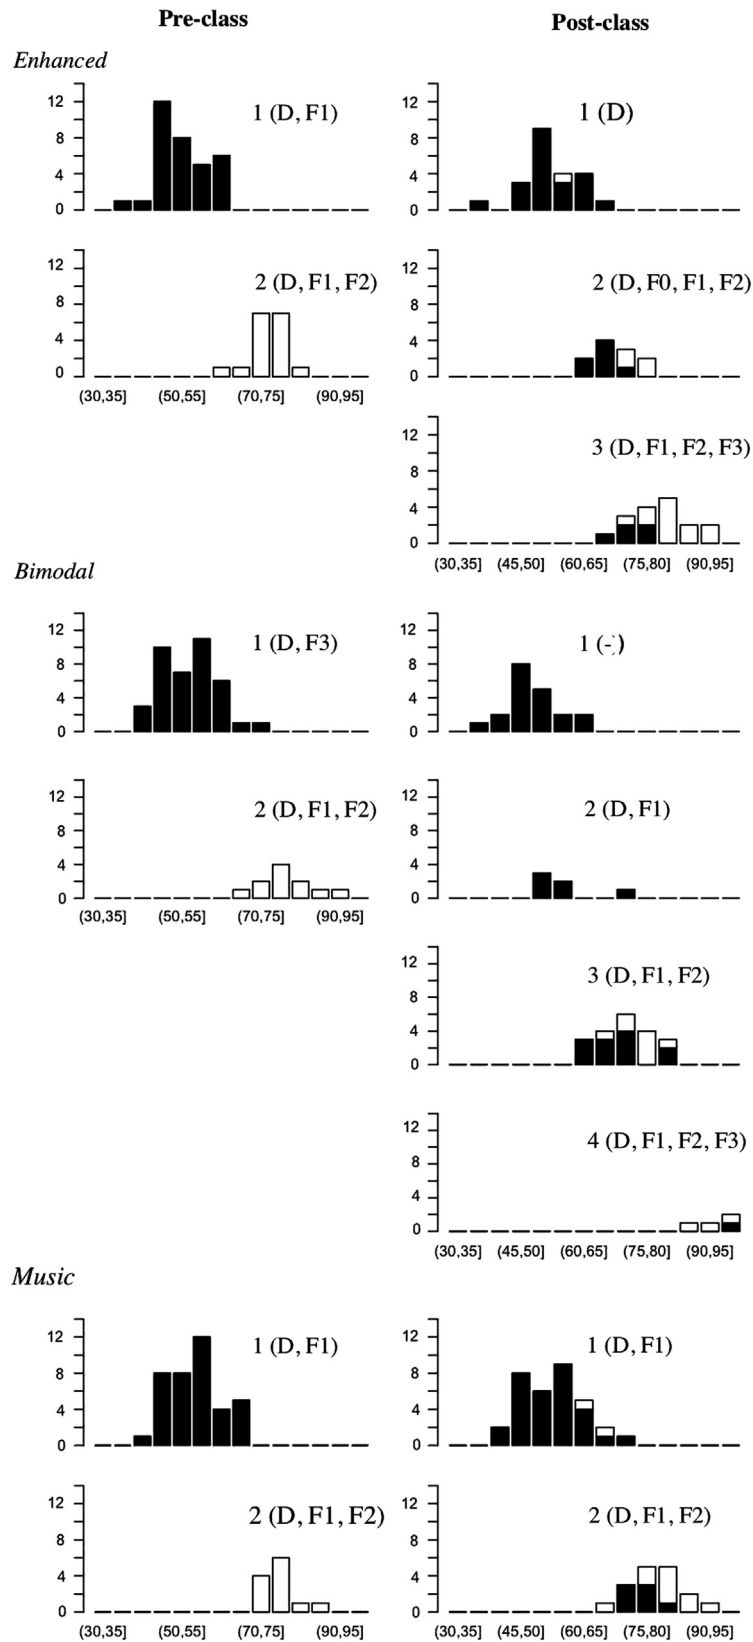 Pre-class Post-class
Enhanced
12 8 4 0
1 (D, F1)
12 8 4 0
1 (D)
12 8 4 0
2 (D, F1, F2)
12 8 4 0
2 (D, F0, F1, F2)
(30,35] (50,55] (70,75] (90,95]
12 8 4 0
3 (D, F1, F2, F3)
(30,35] (45,50] (60,65] (75,80] (90,95]
Bimodal
12 8 4 0
1 (D, F3)
12 8 4 0
1 (-)
12 8 4 0
2 (D, F1, F2)
12 8 4 0
2 (D, F1)
(30,35] (50,55] (70,75] (90,95]
12 8 4 0
3 (D, F1, F2)
12 8 4 0
4 (D, F1, F2, F3)
(30,35] (45,50] (60,65] (75,80] (90,95]
Music
12 8 4 0
1 (D, F1)
12 8 4 0
1 (D, F1)
12 8 4 0
2 (D, F1, F2)
12 8 4 0
2 (D, F1, F2)
(30,35] (50,55] (70,75] (90,95]
(30,35] (45,50] (60,65] (75,80] (90,95]